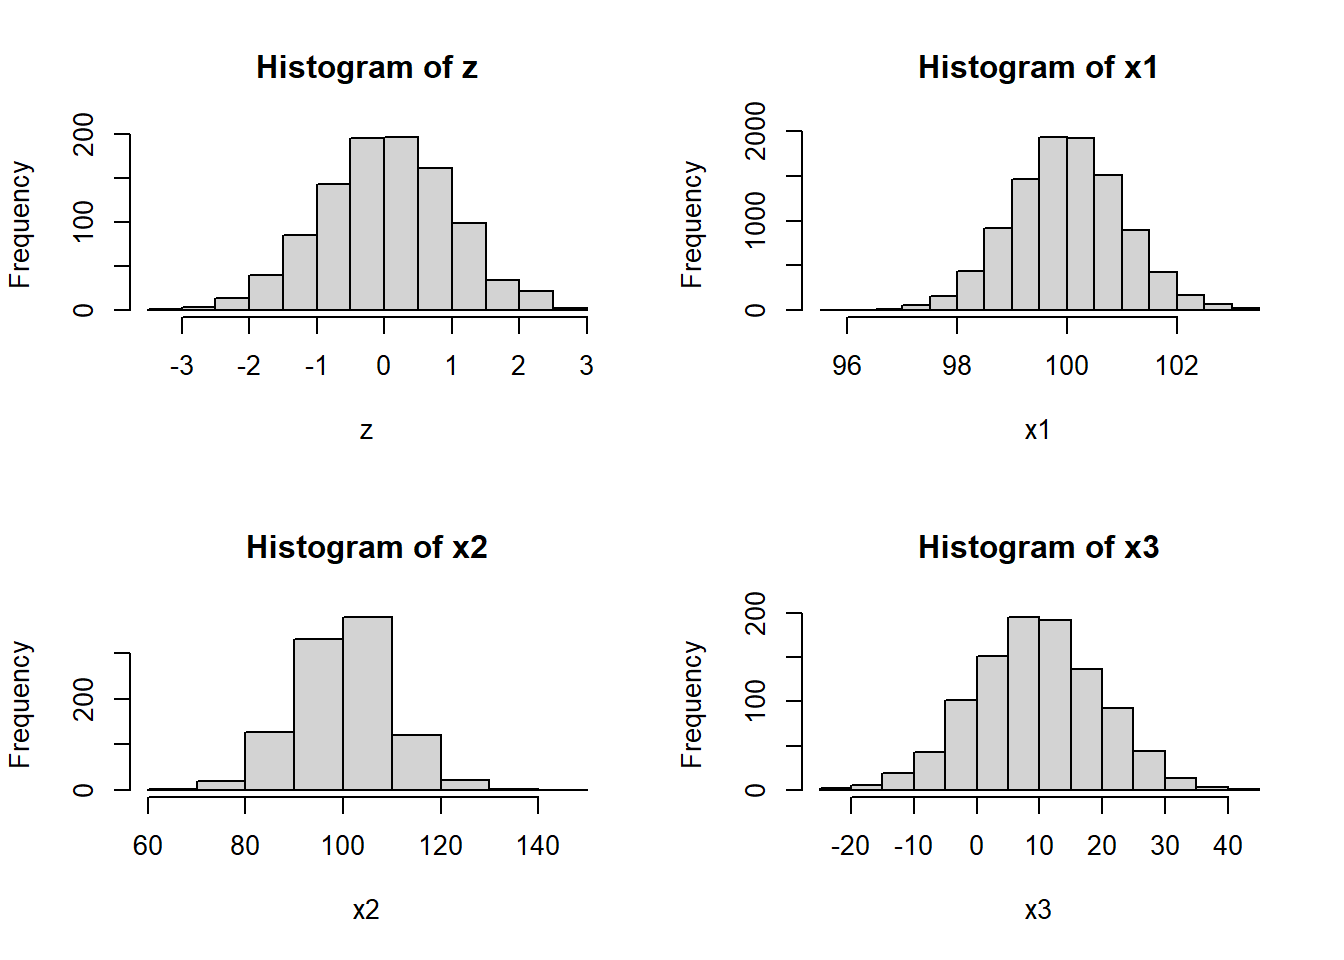 Histogram of z
Frequency
0 100 200
-3 -2 -1 0 1 2 3
z
Histogram of x1
Frequency
0 1000 2000
96 98 100 102
x1
Histogram of x2
Frequency
0 200
60 80 100 120 140
x2
Histogram of x3
Frequency
0 100 200
-20 -10 0 10 20 30 40
x3